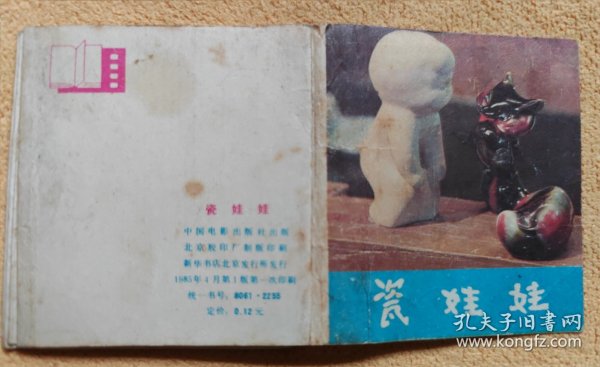 瓷娃娃
中国电影出版社出版
北京胶印厂制版印刷
新华书店北京发行所发行
1985年4月第1版第一次印刷
统一书号：8061·2255
定价：0.12元
瓷娃娃
孔夫子旧书网
www.kongfz.com